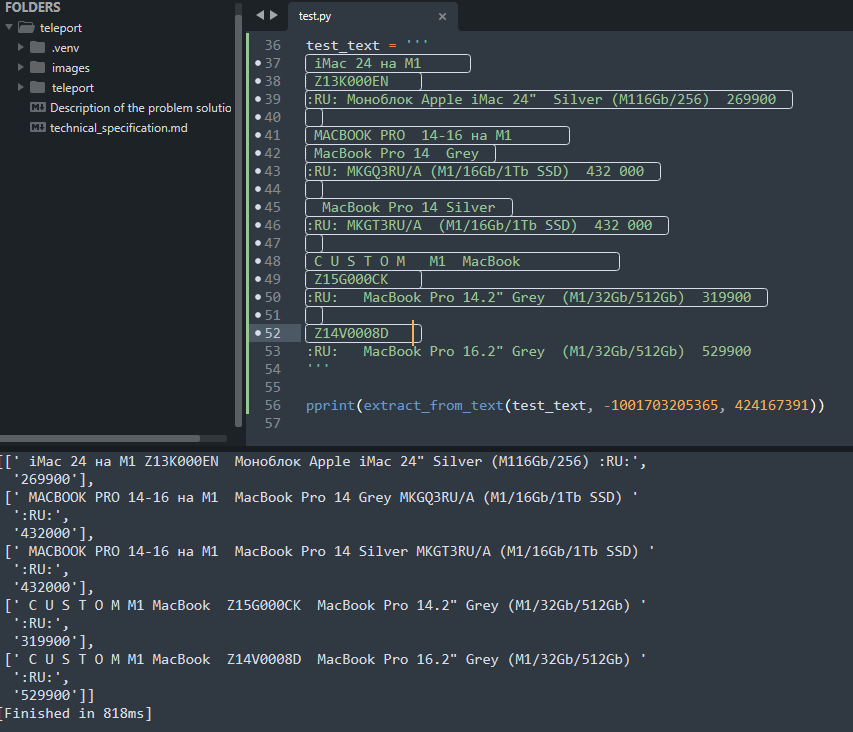 FOLDERS
teleport
.venv
images
teleport
Description of the problem solutio
technical_specification.md
test.py
36 test_text = '''
37 iMac 24 на M1
38 Z13K000EN
39 :RU: Моноблок Apple iMac 24"  Silver (M116Gb/256)  269900
40
41 MACBOOK PRO  14-16 на M1
42 MacBook Pro 14  Grey
43 :RU: MKGQ3RU/A (M1/16Gb/1Tb SSD)  432 000
44
45 MacBook Pro 14 Silver
46 :RU: MKGT3RU/A  (M1/16Gb/1Tb SSD)  432 000
47
48 C U S T O M   M1  MacBook
49 Z15G000CK
50 :RU:   MacBook Pro 14.2" Grey  (M1/32Gb/512Gb)  319900
51
52 Z14V0008D
53 :RU:   MacBook Pro 16.2" Grey  (M1/32Gb/512Gb)  529900
54 '''
55
56 pprint(extract_from_text(test_text, -1001703205365, 424167391))
57
[[' iMac 24 на M1 Z13K000EN  Моноблок Apple iMac 24" Silver (M116Gb/256) :RU:',
'269900'],
[' MACBOOK PRO 14-16 на M1  MacBook Pro 14 Grey MKGQ3RU/A (M1/16Gb/1Tb SSD) '
':RU:',
'432000'],
[' MACBOOK PRO 14-16 на M1  MacBook Pro 14 Silver MKGT3RU/A (M1/16Gb/1Tb SSD) '
':RU:',
'432000'],
[' C U S T O M M1 MacBook  Z15G000CK  MacBook Pro 14.2" Grey (M1/32Gb/512Gb) '
':RU:',
'319900'],
[' C U S T O M M1 MacBook  Z14V0008D  MacBook Pro 16.2" Grey (M1/32Gb/512Gb) '
':RU:',
'529900']]
[Finished in 818ms]